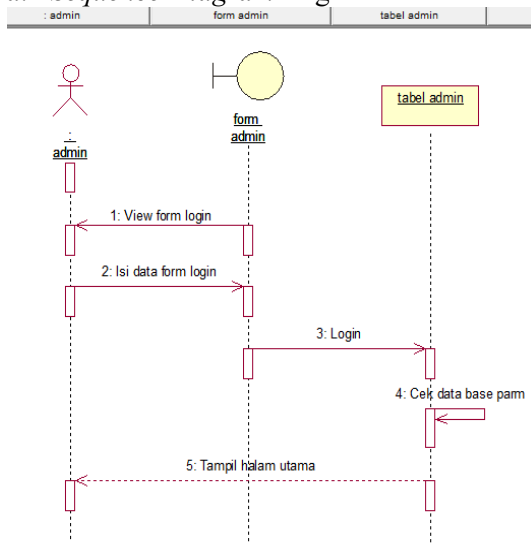 : admin form admin tabel admin
tabel admin
form
admin
:
admin
1: View form login
2: Isi data form login
3: Login
4: Cek data base parm
5: Tampil halam utama